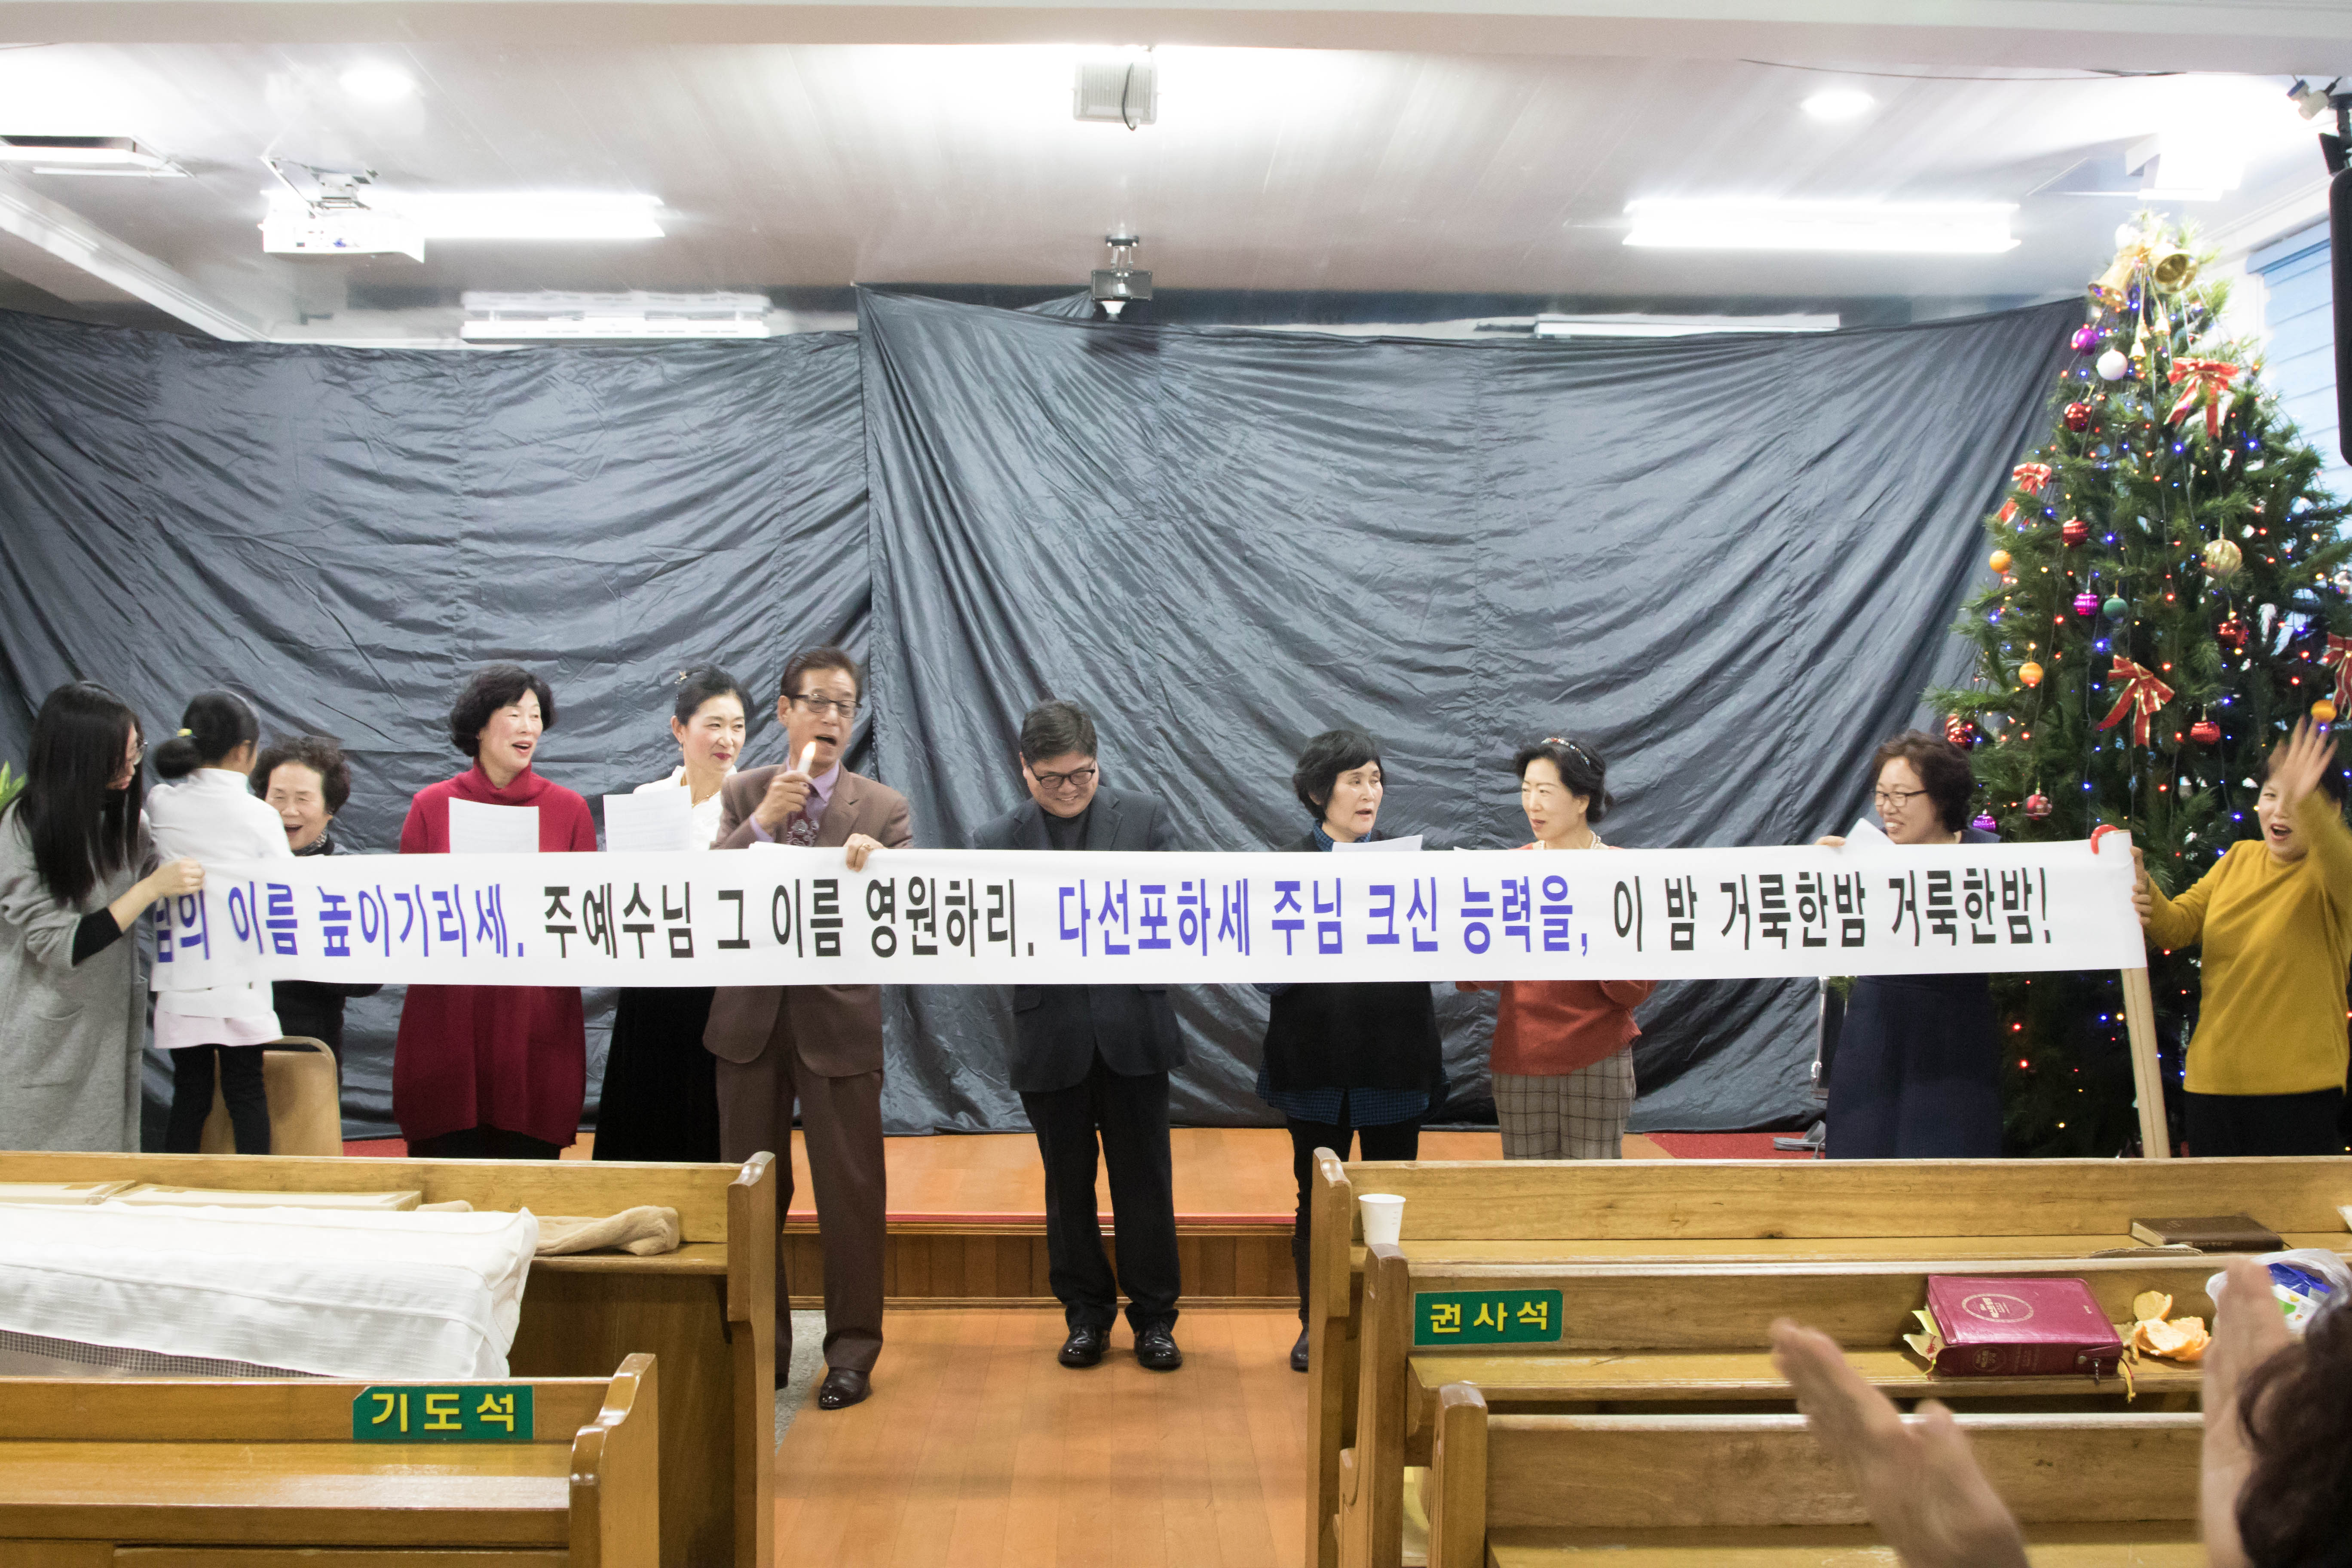 님의 이름 높이기리세. 주예수님 그 이름 영원하리. 다선포하세 주님 크신 능력을, 이 밤 거룩한밤 거룩한밤!
권사석
기도석